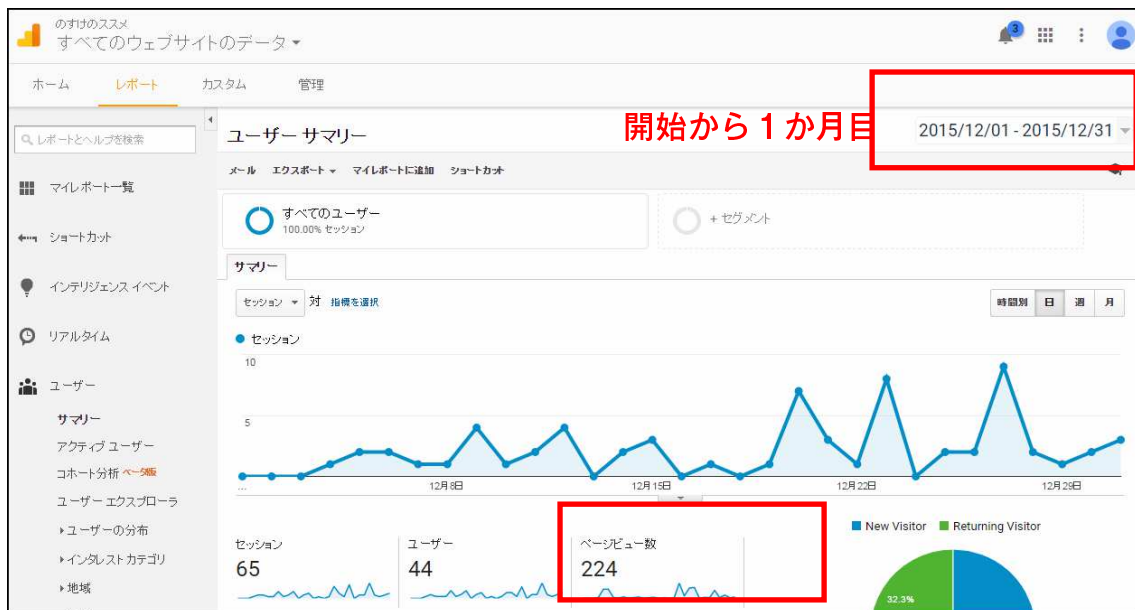 のすけのススメ
すべてのウェブサイトのデータ
3
ホーム レポート カスタム 管理
レポートとヘルプを検索
ユーザー サマリー
開始から１か月目
2015/12/01 - 2015/12/31
メール エクスポート マイレポートに追加 ショートカット
マイレポート一覧
ショートカット
インテリジェンス イベント
リアルタイム
ユーザー
サマリー
アクティブ ユーザー
コホート分析 ベータ版
ユーザー エクスプローラ
ユーザーの分布
インタレスト カテゴリ
地域
すべてのユーザー
100.00% セッション
+ セグメント
サマリー
セッション 対 指標を選択
時間別 日 週 月
セッション
10
5
... 12月8日 12月15日 12月22日 12月29日
セッション
65
ユーザー
44
ページビュー数
224
New Visitor Returning Visitor
32.3%